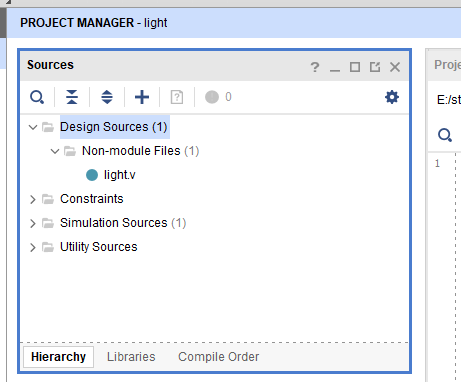 PROJECT MANAGER - light
Sources
? 
0
Design Sources (1)
Non-module Files (1)
light.v
Constraints
Simulation Sources (1)
Utility Sources
Hierarchy Libraries Compile Order
Proje
E:/st
1